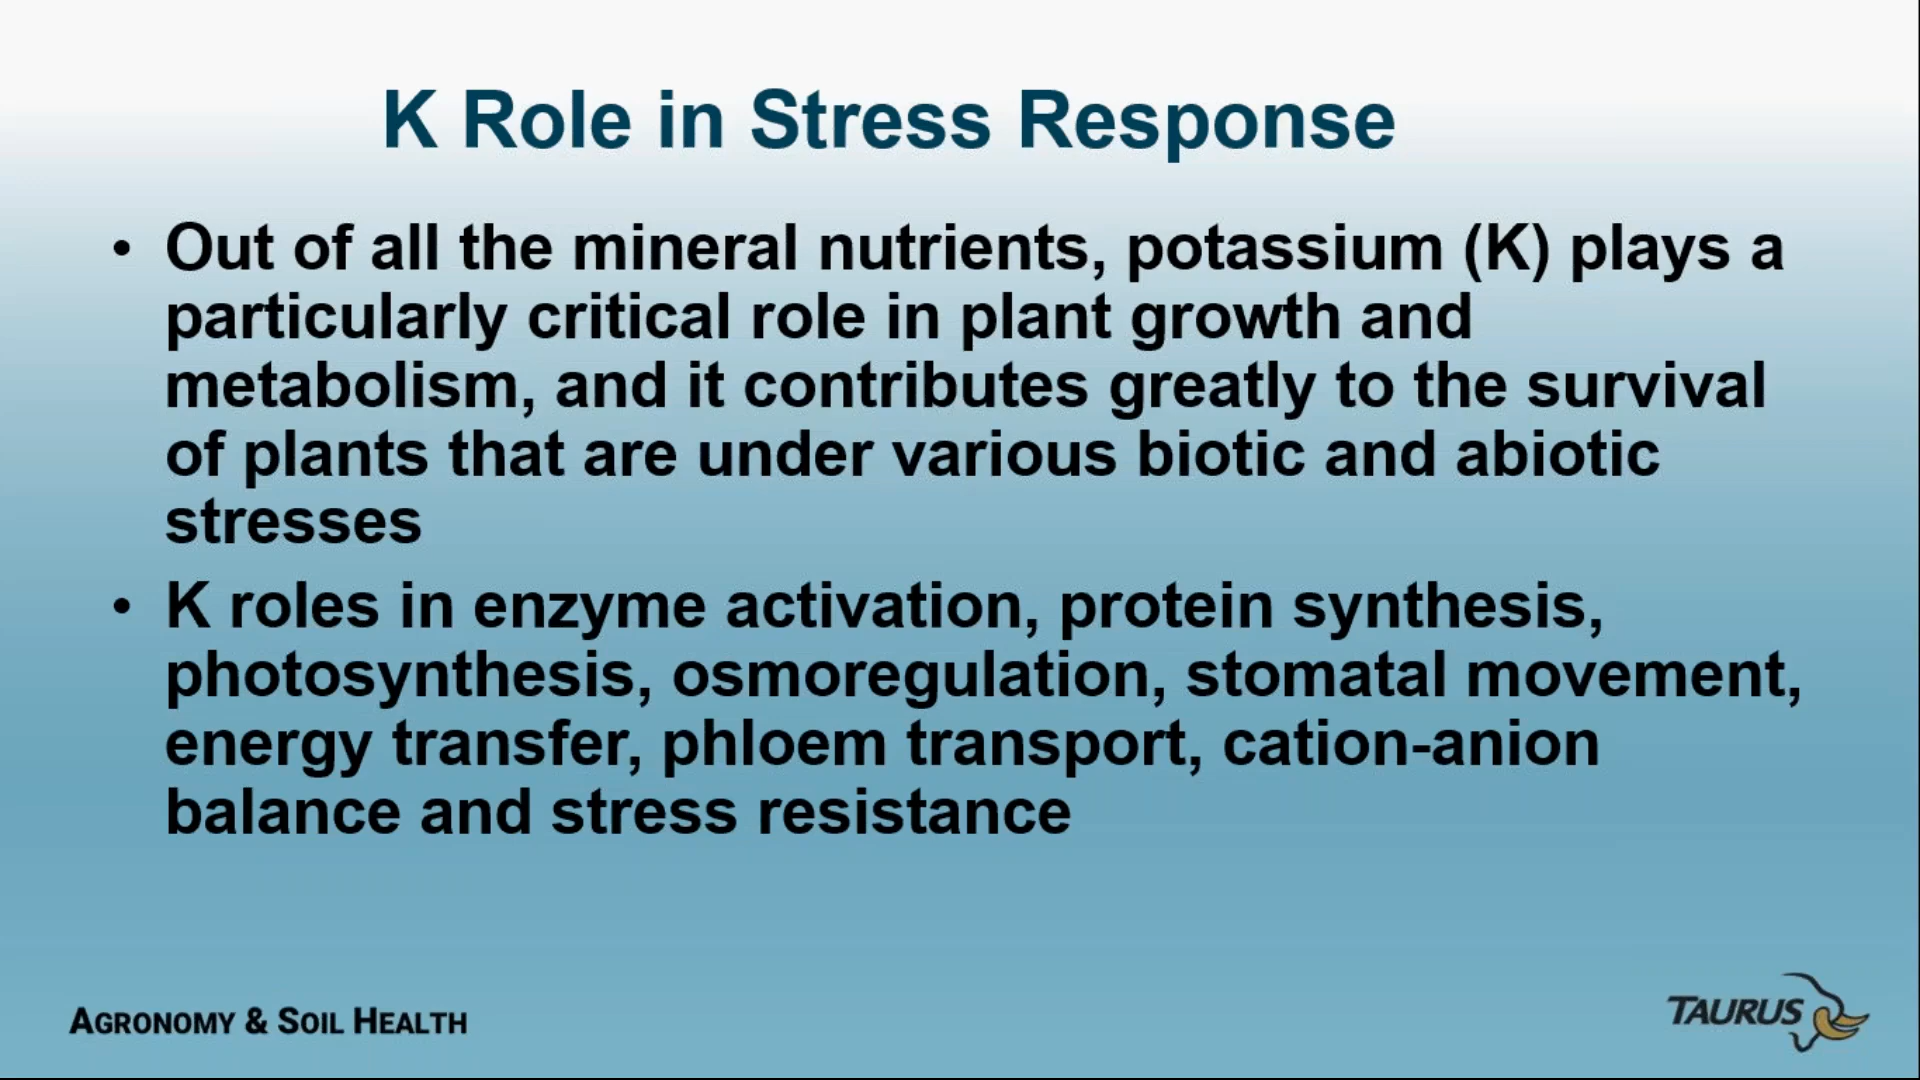 K Role in Stress Response
• Out of all the mineral nutrients, potassium (K) plays a
particularly critical role in plant growth and
metabolism, and it contributes greatly to the survival
of plants that are under various biotic and abiotic
stresses
• K roles in enzyme activation, protein synthesis,
photosynthesis, osmoregulation, stomatal movement,
energy transfer, phloem transport, cation-anion
balance and stress resistance
AGRONOMY & SOIL HEALTH
TAURUS